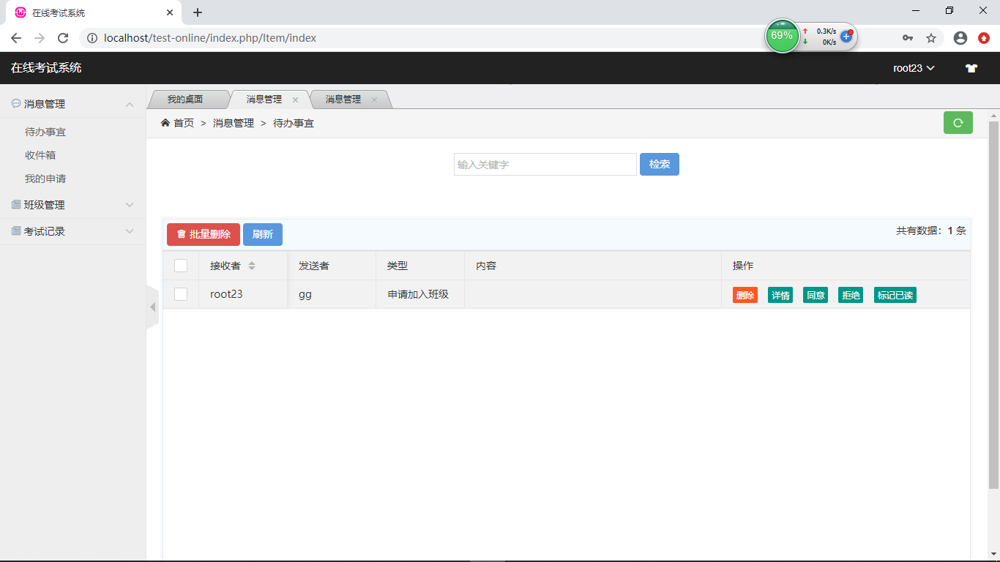 在线考试系统
localhost/test-online/index.php/Item/index
69%
0.3K/s
0K/s
在线考试系统
root23
消息管理
待办事宜
收件箱
我的申请
班级管理
考试记录
我的桌面 消息管理 消息管理
首页 > 消息管理 > 待办事宜
输入关键字 检索
批量删除 刷新 共有数据：1 条
接收者 发送者 类型 内容 操作
root23 gg 申请加入班级 删除 详情 同意 拒绝 标记已读